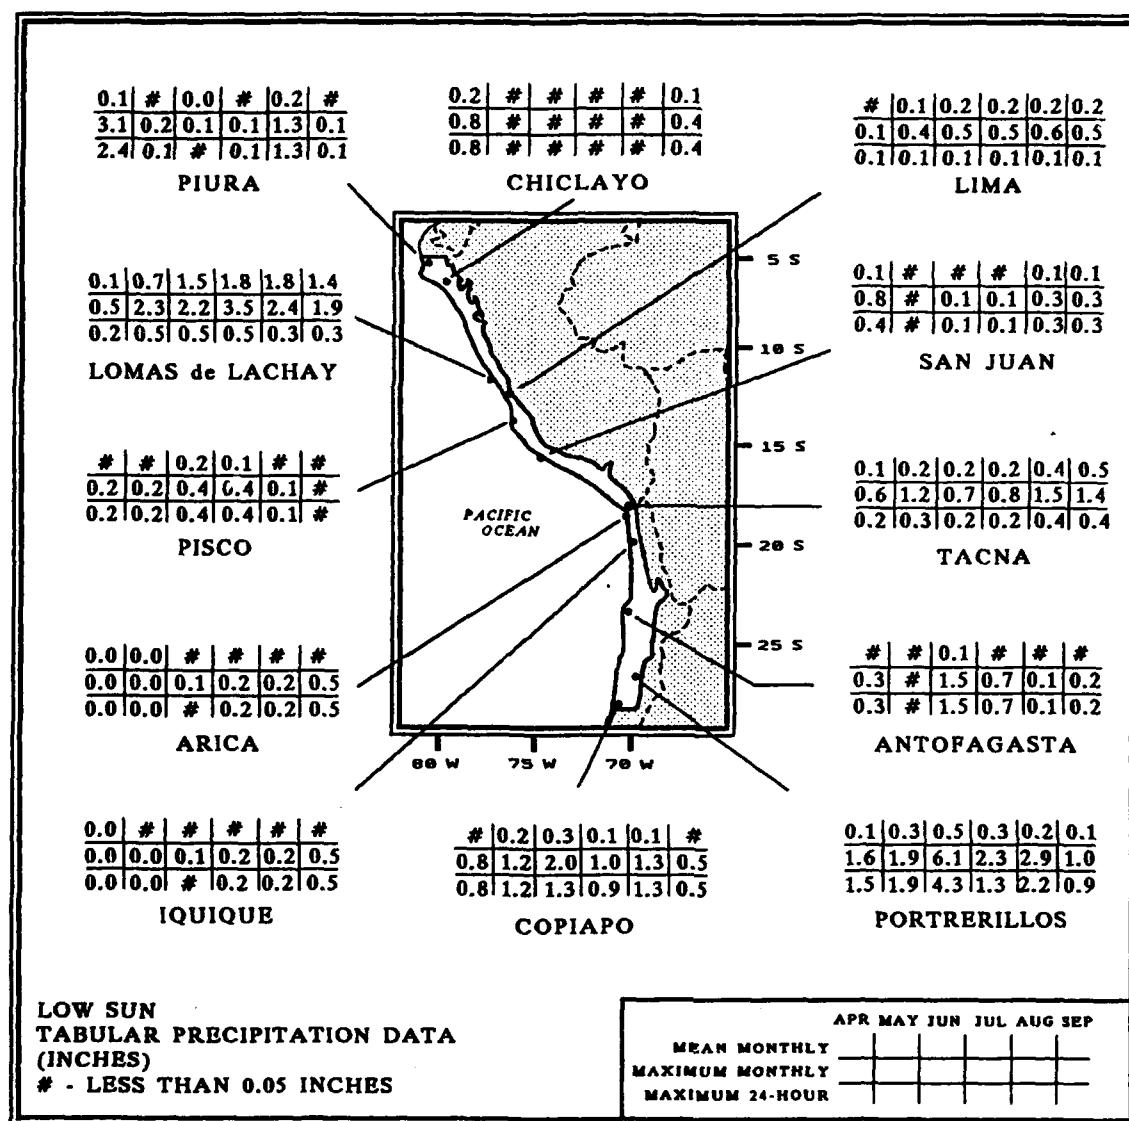 0.1 # 0.0 # 0.2 #
3.1 0.2 0.1 0.1 1.3 0.1
2.4 0.1 # 0.1 1.3 0.1
PIURA
0.2 # # # # 0.1
0.8 # # # # 0.4
0.8 # # # # 0.4
CHICLAYO
# 0.1 0.2 0.2 0.2 0.2
0.1 0.4 0.5 0.5 0.6 0.5
0.1 0.1 0.1 0.1 0.1 0.1
LIMA
0.1 0.7 1.5 1.8 1.8 1.4
0.5 2.3 2.2 3.5 2.4 1.9
0.2 0.5 0.5 0.5 0.3 0.3
LOMAS de LACHAY
0.1 # # # 0.1 0.1
0.8 # 0.1 0.1 0.3 0.3
0.4 # 0.1 0.1 0.3 0.3
SAN JUAN
# # 0.2 0.1 # #
0.2 0.2 0.4 0.4 0.1 #
0.2 0.2 0.4 0.4 0.1 #
PISCO
0.1 0.2 0.2 0.2 0.4 0.5
0.6 1.2 0.7 0.8 1.5 1.4
0.2 0.3 0.2 0.2 0.4 0.4
TACNA
0.0 0.0 # # # #
0.0 0.0 0.1 0.2 0.2 0.5
0.0 0.0 # 0.2 0.2 0.5
ARICA
# # 0.1 # # #
0.3 # 1.5 0.7 0.1 0.2
0.3 # 1.5 0.7 0.1 0.2
ANTOFAGASTA
0.0 # # # # #
0.0 0.0 0.1 0.2 0.2 0.5
0.0 0.0 # 0.2 0.2 0.5
IQUIQUE
# 0.2 0.3 0.1 0.1 #
0.8 1.2 2.0 1.0 1.3 0.5
0.8 1.2 1.3 0.9 1.3 0.5
COPIAPO
0.1 0.3 0.5 0.3 0.2 0.1
1.6 1.9 6.1 2.3 2.9 1.0
1.5 1.9 4.3 1.3 2.2 0.9
PORTRERILLOS
5 S
10 S
15 S
20 S
25 S
PACIFIC
OCEAN
80 W 75 W 70 W
LOW SUN
TABULAR PRECIPITATION DATA
(INCHES)
# - LESS THAN 0.05 INCHES
APR MAY JUN JUL AUG SEP
MEAN MONTHLY
MAXIMUM MONTHLY
MAXIMUM 24-HOUR